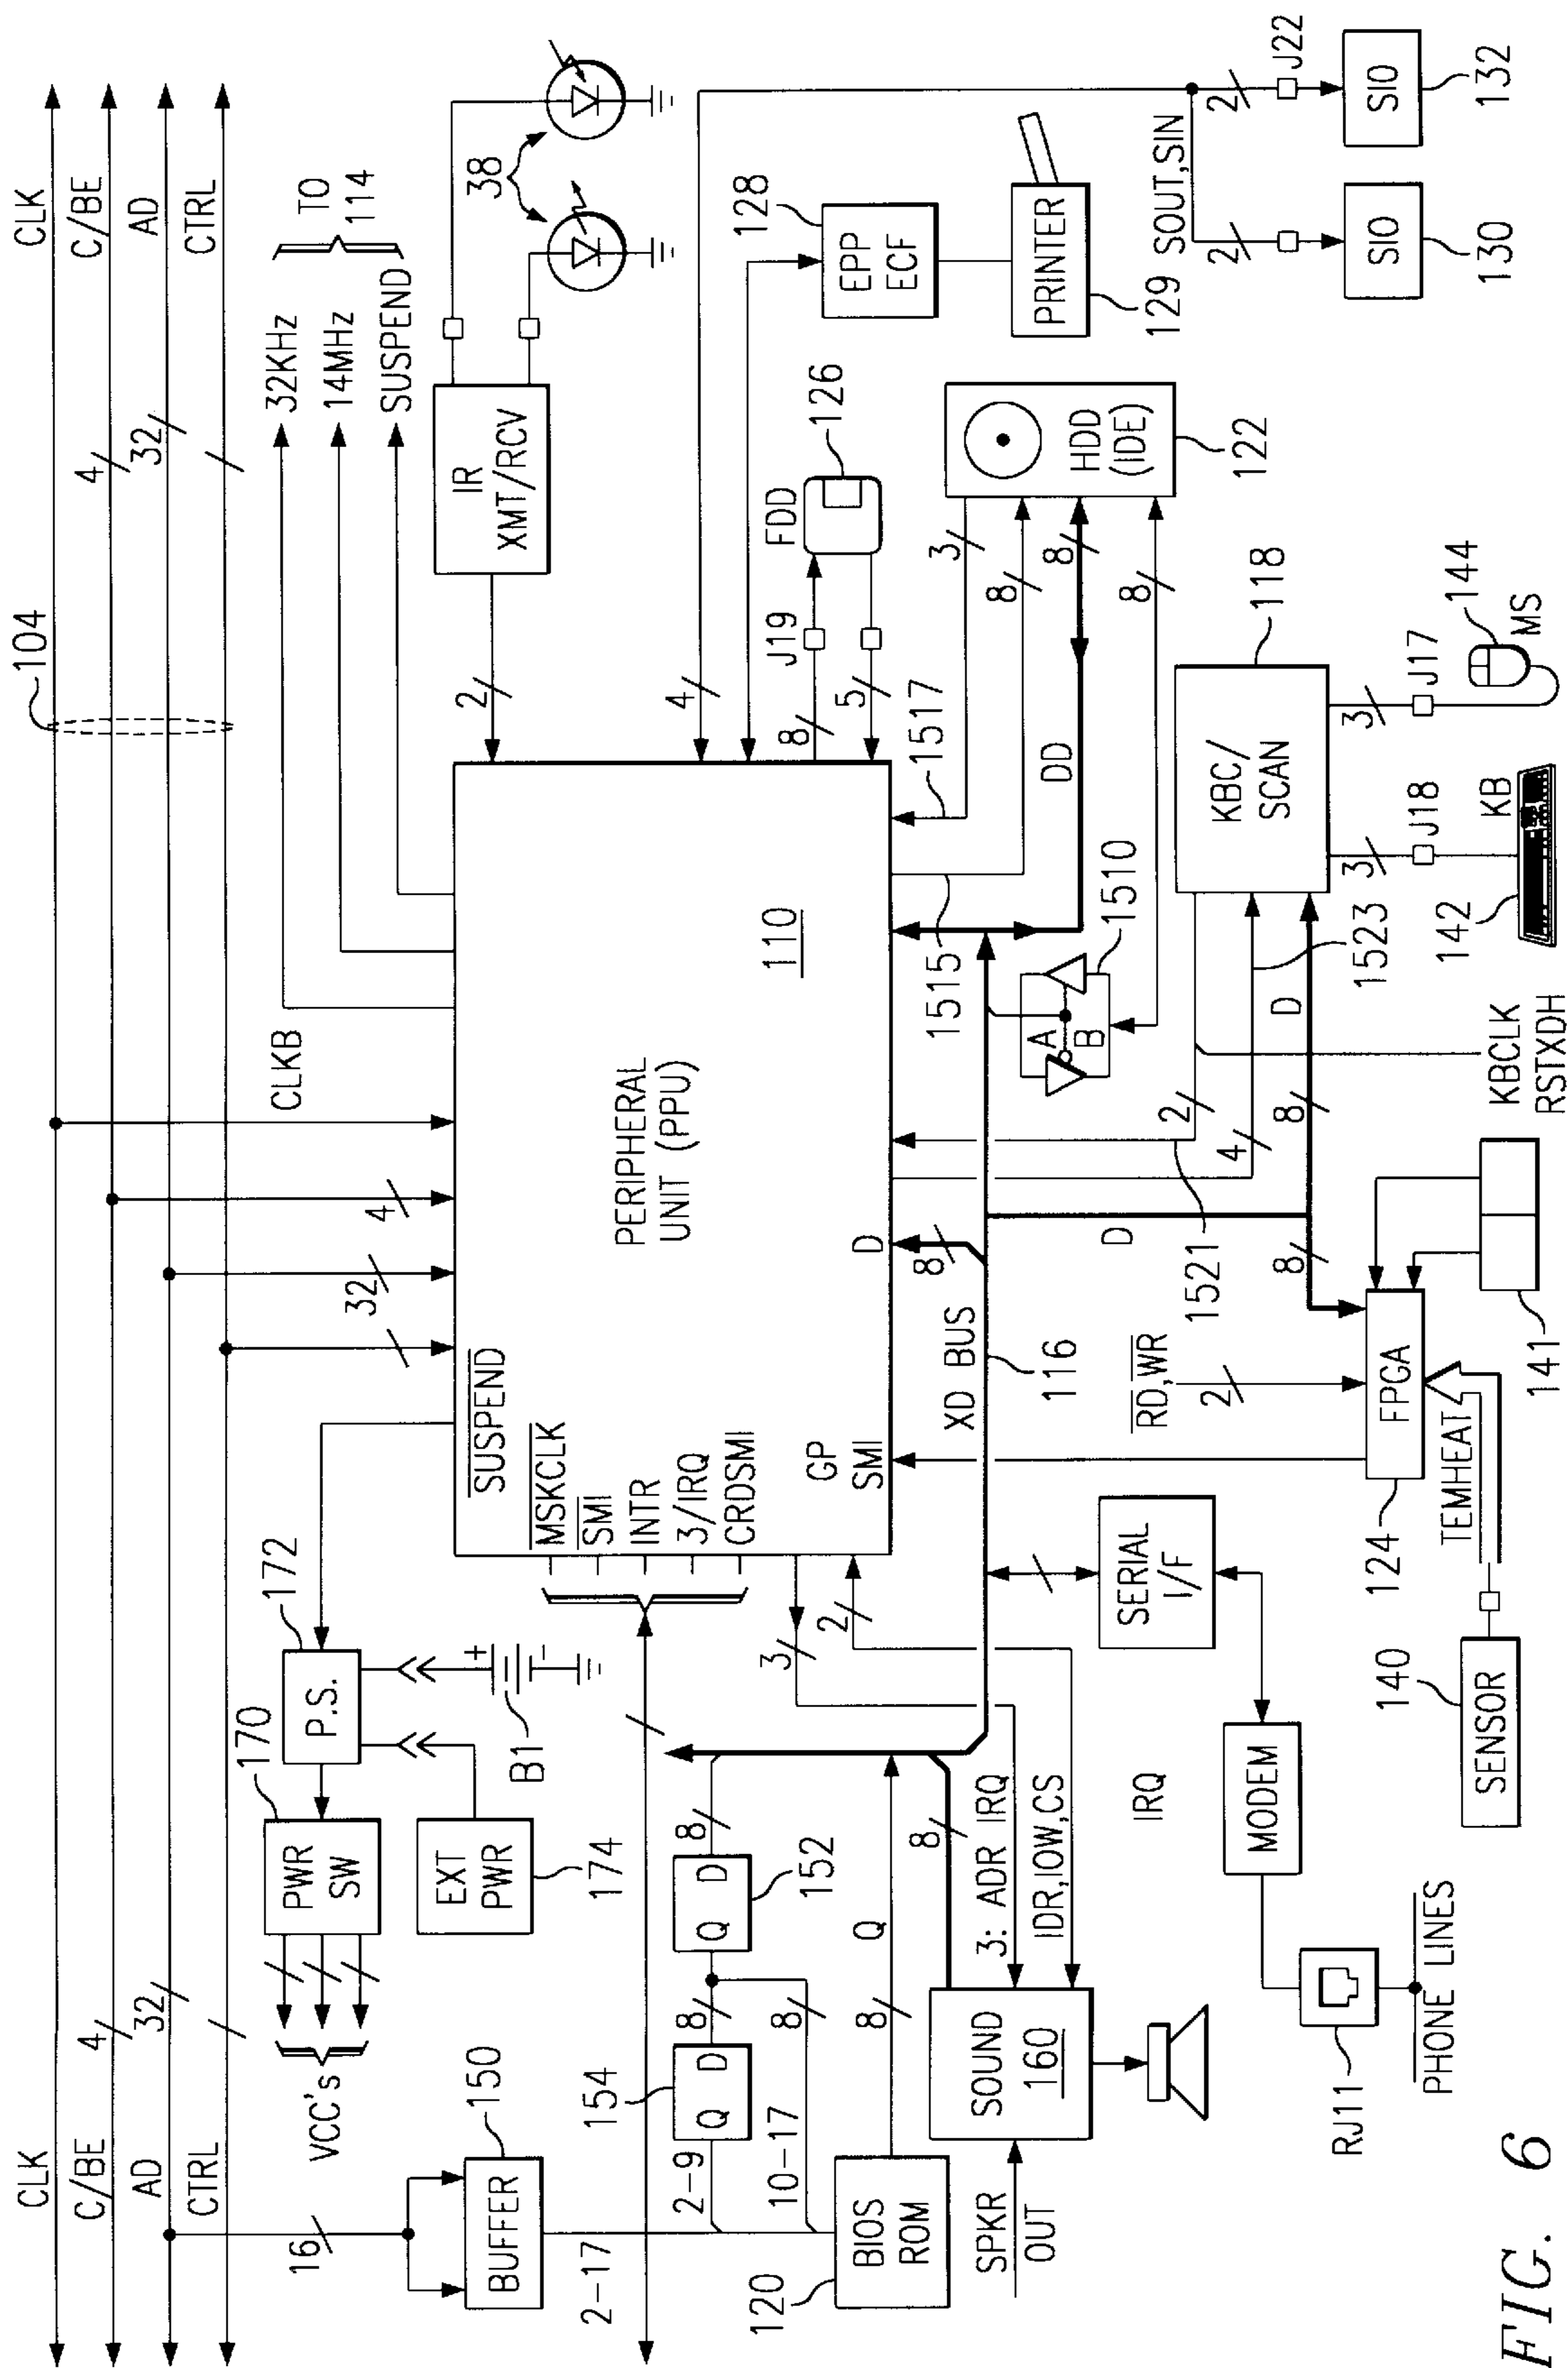 CLK
C/BE
4
AD
32
CTRL
104
CLK
C/BE
4
AD
32
CTRL
16
BUFFER
150
2-17
VCC's
PWR
SW
170
P.S.
172
EXT
PWR
174
B1
+
-
SUSPEND
MSKCLK
SMI
INTR
3/IRQ
CRDSMI
GP
SMI
D
32
4
CLKB
PERIPHERAL
UNIT (PPU)
110
32KHz
14MHz
SUSPEND
TO
114
IR
XMT/RCV
2
38
4
8
J19
5
FDD
126
EPP
ECF
128
PRINTER
129
SOUT,SIN
2
J22
SIO
132
2
SIO
130
HDD
(IDE)
122
3
8
8
8
1517
1515
DD
1510
A
B
KBC/
SCAN
118
3
J17
MS
144
3
J18
KB
142
1523
D
8
2
4
KBCLK
RSTXDH
1521
D
8
8
XD BUS
116
RD,WR
2
FPGA
124
141
TEMHEAT
SENSOR
140
SERIAL
I/F
MODEM
IRQ
RJ11
PHONE LINES
3
2
3: ADR IRQ
IDR,IOW,CS
8
Q
8
SOUND
160
SPKR
OUT
BIOS
ROM
120
2-9
10-17
8
154
Q D
8
Q D
152
8
FIG. 6